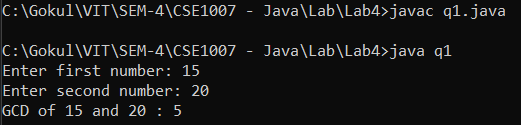 C:\Gokul\VIT\SEM-4\CSE1007 - Java\Lab\Lab4>javac q1.java
C:\Gokul\VIT\SEM-4\CSE1007 - Java\Lab\Lab4>java q1
Enter first number: 15
Enter second number: 20
GCD of 15 and 20 : 5